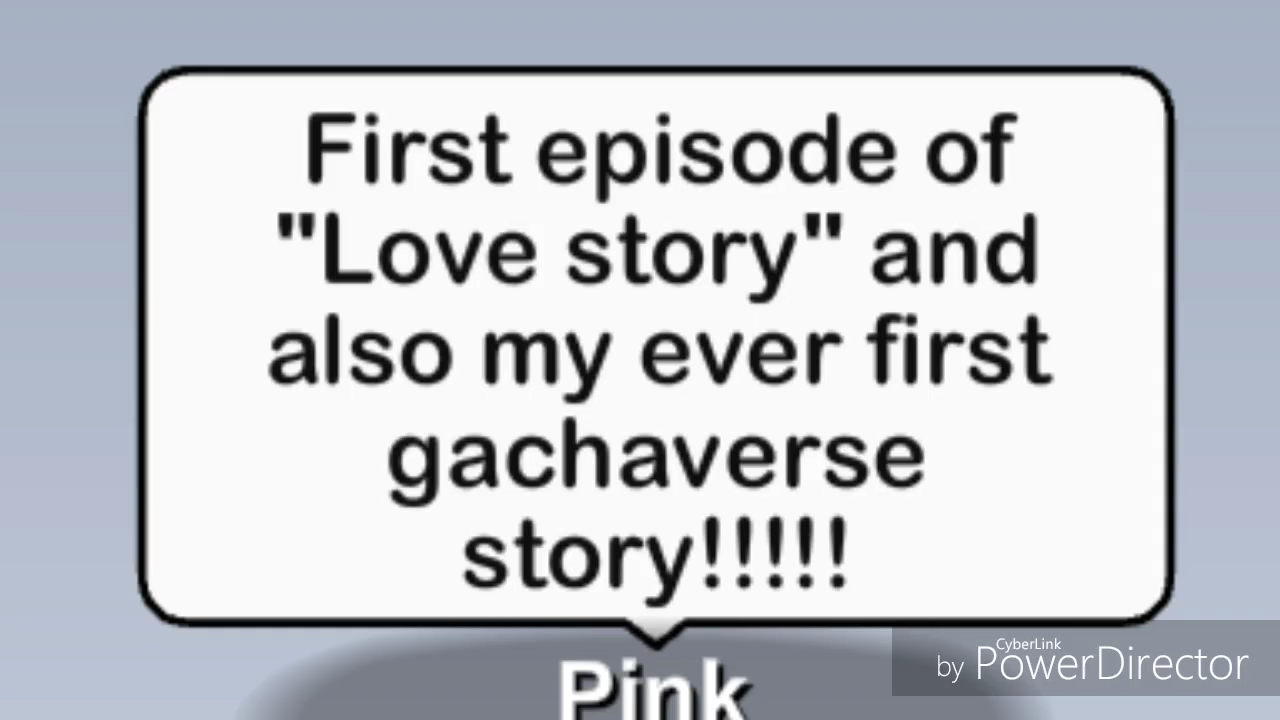 First episode of
"Love story" and
also my ever first
gachaverse
story!!!!!
CyberLink
by PowerDirector
Pink